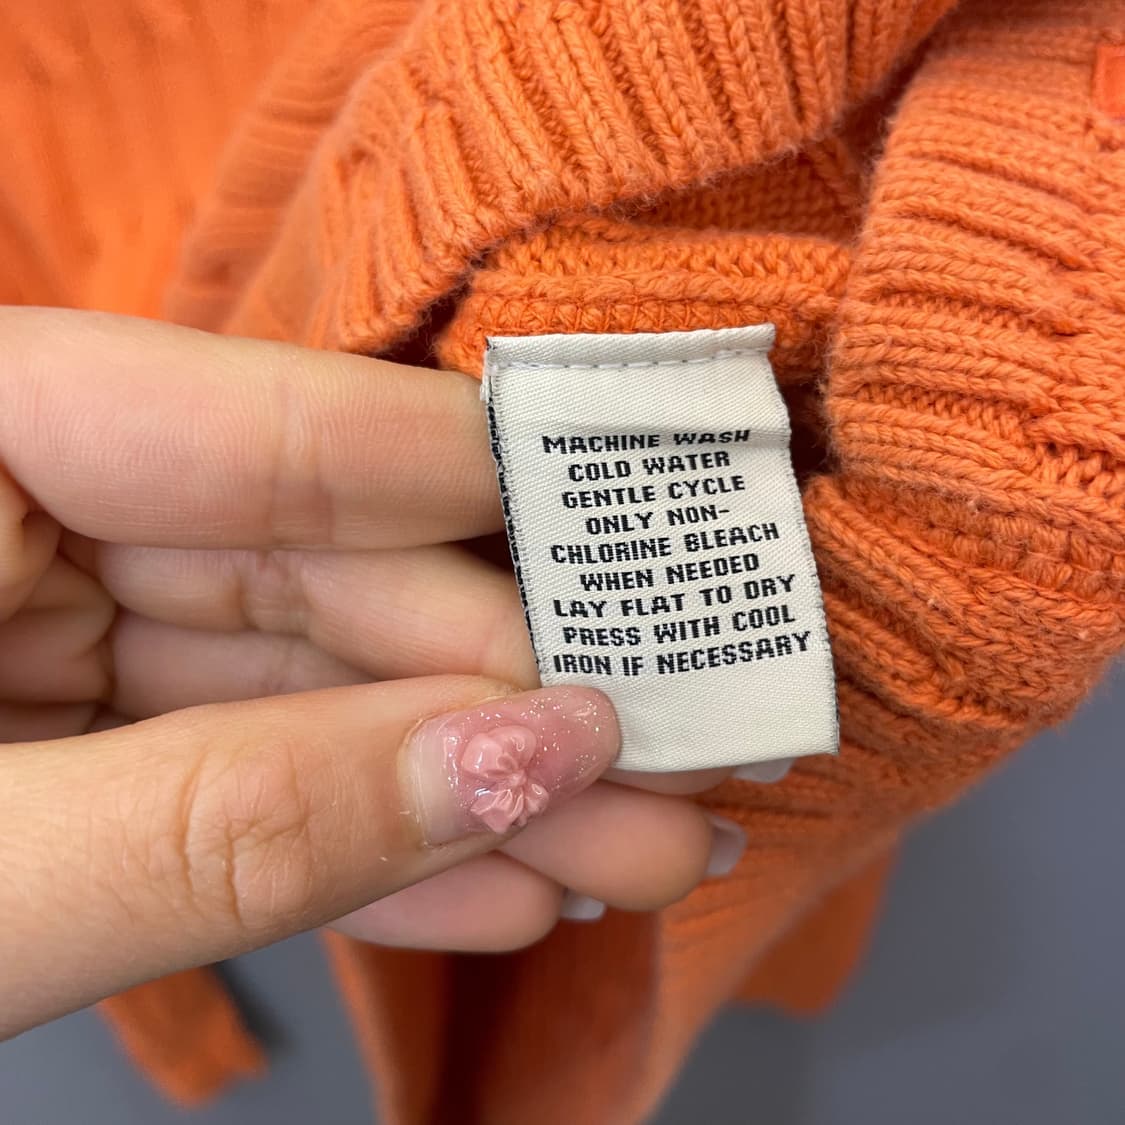 MACHINE WASH
COLD WATER
GENTLE CYCLE
ONLY NON-
CHLORINE BLEACH
WHEN NEEDED
LAY FLAT TO DRY
PRESS WITH COOL
IRON IF NECESSARY